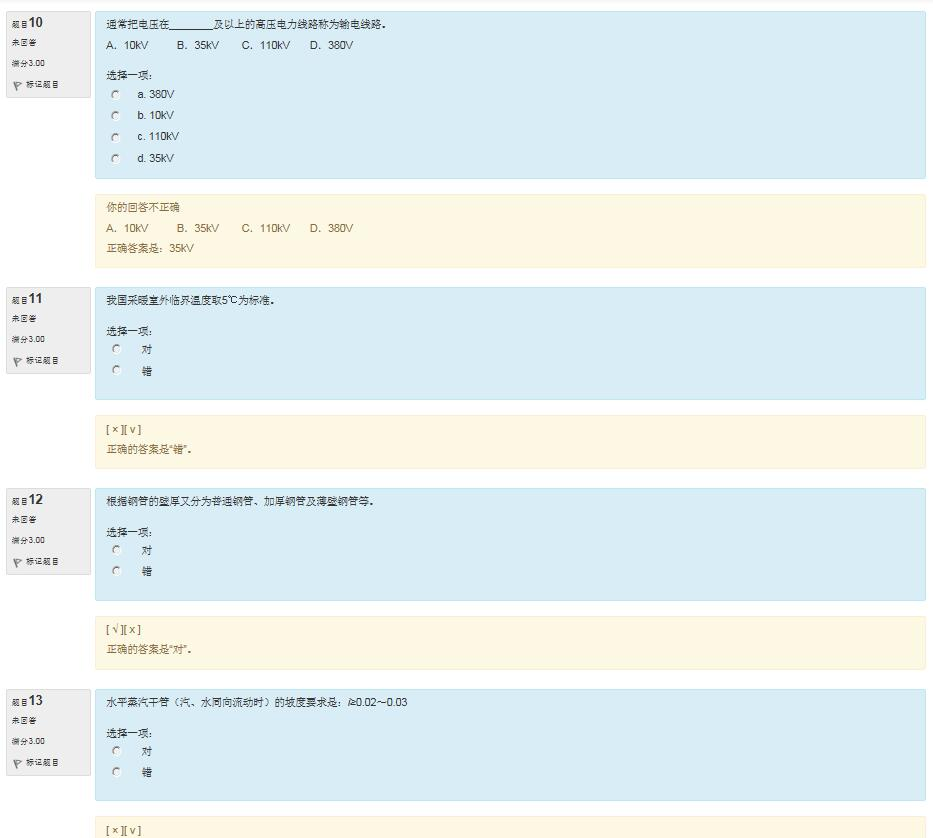 题目10
未回答
满分3.00
标记题目
通常把电压在________及以上的高压电力线路称为输电线路。
A. 10kV B. 35kV C. 110kV D. 380V
选择一项:
a. 380V
b. 10kV
c. 110kV
d. 35kV
你的回答不正确
A. 10kV B. 35kV C. 110kV D. 380V
正确答案是：35kV
题目11
未回答
满分3.00
标记题目
我国采暖室外临界温度取5℃为标准。
选择一项:
对
错
[ × ][ v ]
正确的答案是“错”。
题目12
未回答
满分3.00
标记题目
根据钢管的壁厚又分为普通钢管、加厚钢管及薄壁钢管等。
选择一项:
对
错
[ √ ][ x ]
正确的答案是“对”。
题目13
未回答
满分3.00
标记题目
水平蒸汽干管（汽、水同向流动时）的坡度要求是：i≥0.02～0.03
选择一项:
对
错
[ × ][ v ]